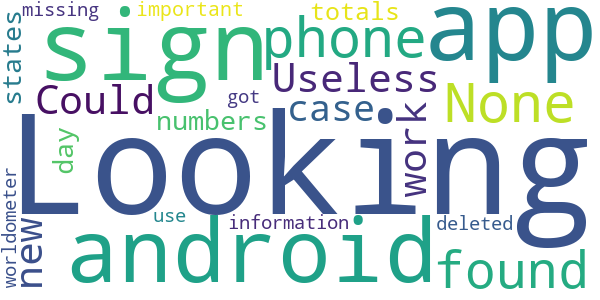 missing important totals
states sign phone app
Could Useless
numbers got case work None
day Looking
worldometer new use information deleted
android found